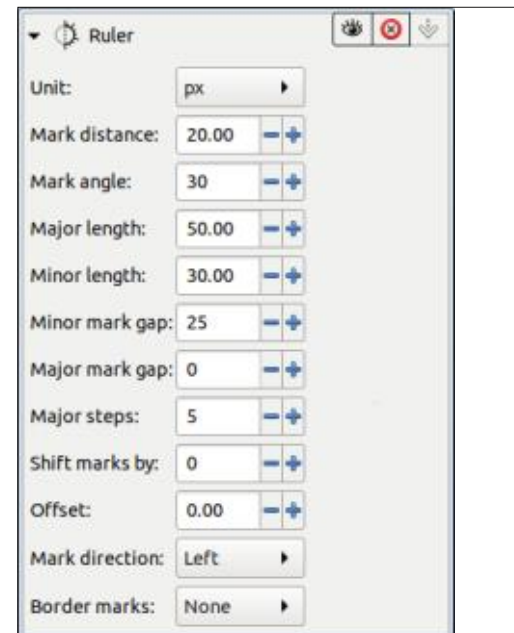 Ruler
Unit: px
Mark distance: 20.00
Mark angle: 30
Major length: 50.00
Minor length: 30.00
Minor mark gap: 25
Major mark gap: 0
Major steps: 5
Shift marks by: 0
Offset: 0.00
Mark direction: Left
Border marks: None